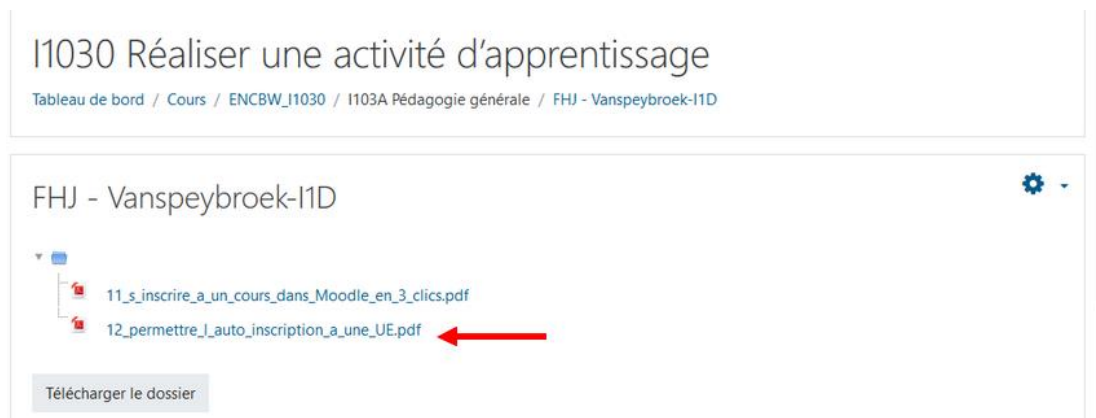 I1030 Réaliser une activité d’apprentissage
Tableau de bord / Cours / ENCBW_I1030 / I103A Pédagogie générale / FHJ - Vanspeybroek-I1D
FHJ - Vanspeybroek-I1D
11_s_inscrire_a_un_cours_dans_Moodle_en_3_clics.pdf
12_permettre_l_auto_inscription_a_une_UE.pdf
Télécharger le dossier